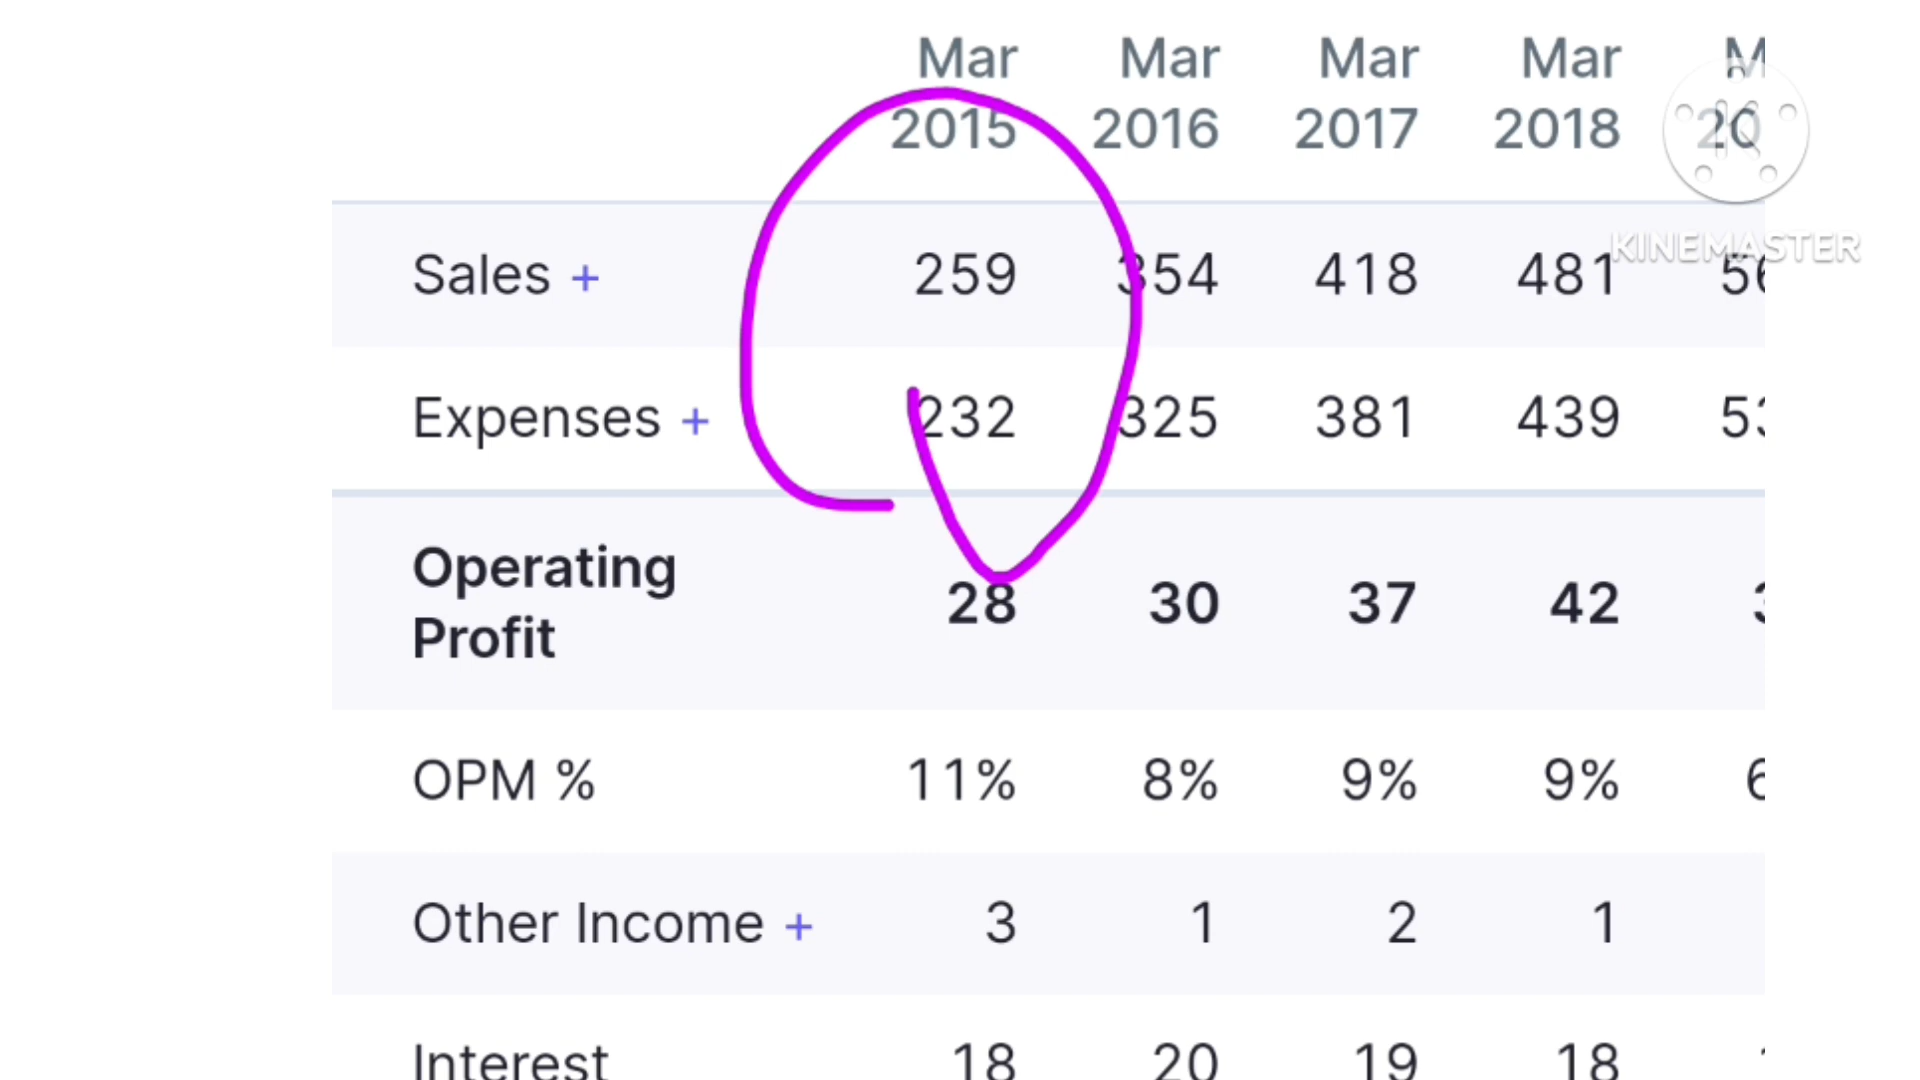 Mar Mar Mar Mar
2015 2016 2017 2018 20
Sales + 259 354 418 481
KINEMASTER
Expenses + 232 325 381 439
Operating
Profit 28 30 37 42
OPM % 11% 8% 9% 9%
Other Income + 3 1 2 1
Interest 18 20 19 18